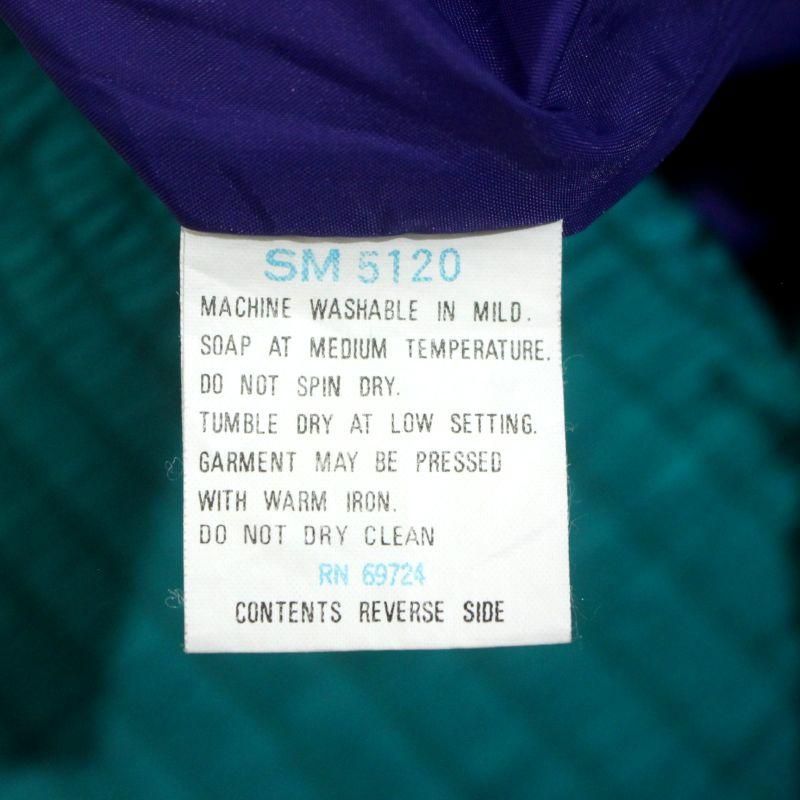 SM 5120
MACHINE WASHABLE IN MILD.
SOAP AT MEDIUM TEMPERATURE.
DO NOT SPIN DRY.
TUMBLE DRY AT LOW SETTING.
GARMENT MAY BE PRESSED
WITH WARM IRON.
DO NOT DRY CLEAN
RN 69724
CONTENTS REVERSE SIDE